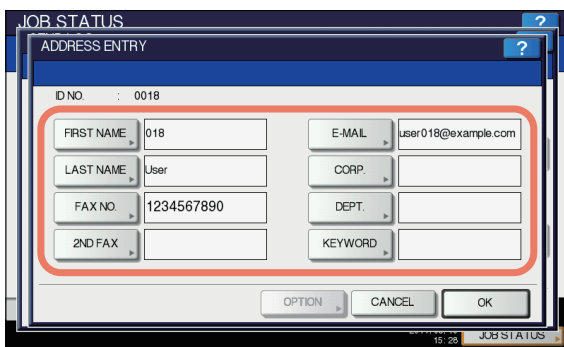 JOB STATUS ?
ADDRESS ENTRY ?
ID NO. : 0018
FIRST NAME 018 E-MAIL user018@example.com
LAST NAME User CORP.
FAX NO. 1234567890 DEPT.
2ND FAX KEYWORD
OPTION CANCEL OK
15:28 JOB STATUS